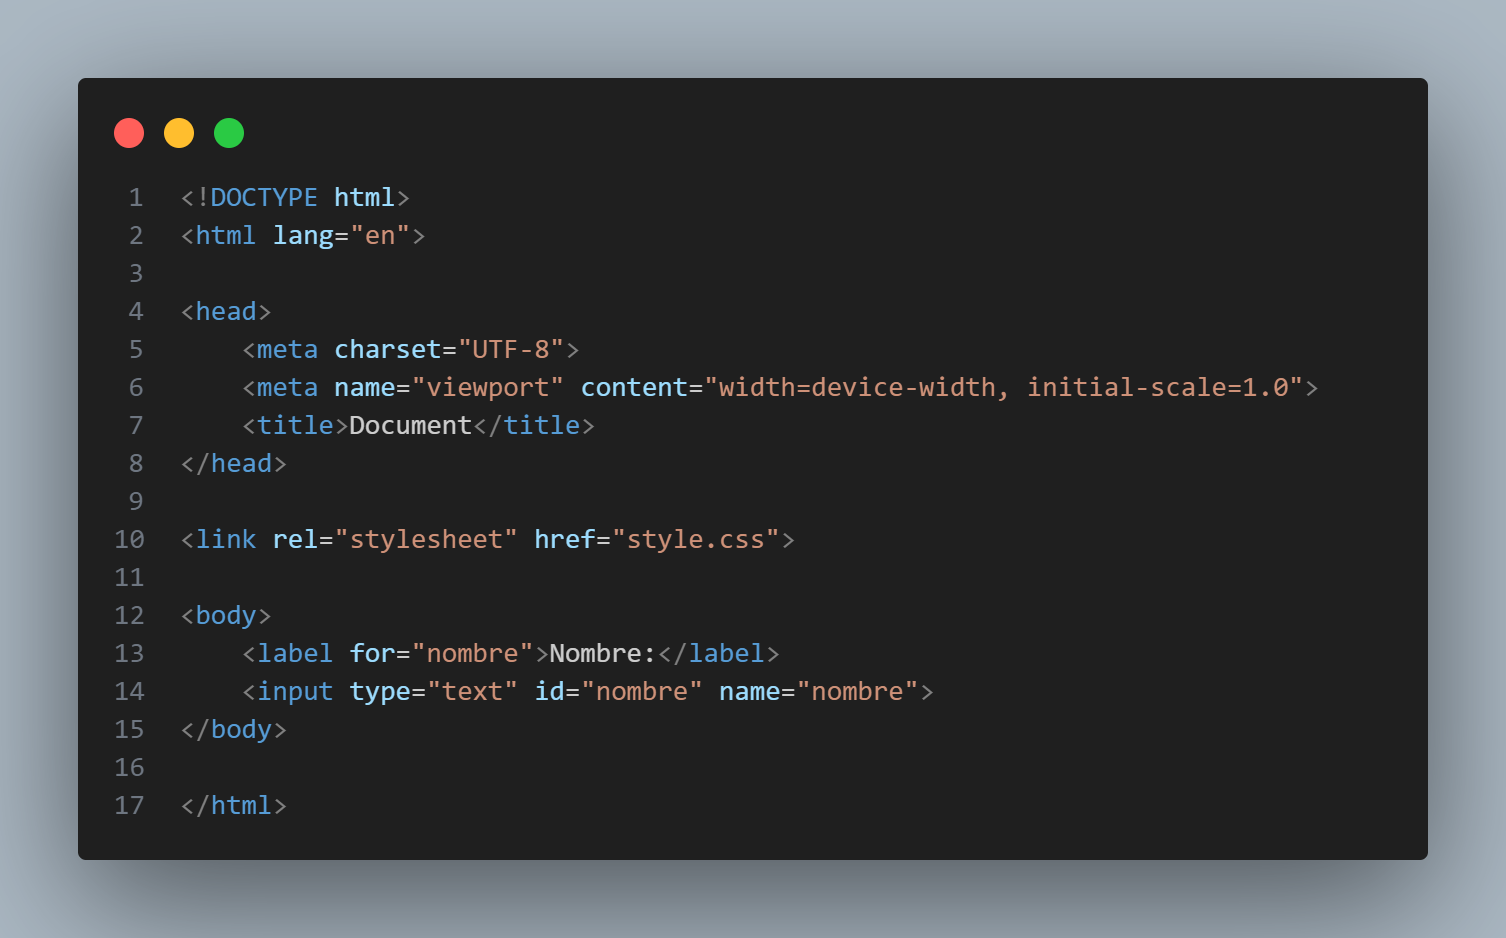 1 <!DOCTYPE html>
2 <html lang="en">
3
4 <head>
5     <meta charset="UTF-8">
6     <meta name="viewport" content="width=device-width, initial-scale=1.0">
7     <title>Document</title>
8 </head>
9
10 <link rel="stylesheet" href="style.css">
11
12 <body>
13     <label for="nombre">Nombre:</label>
14     <input type="text" id="nombre" name="nombre">
15 </body>
16
17 </html>